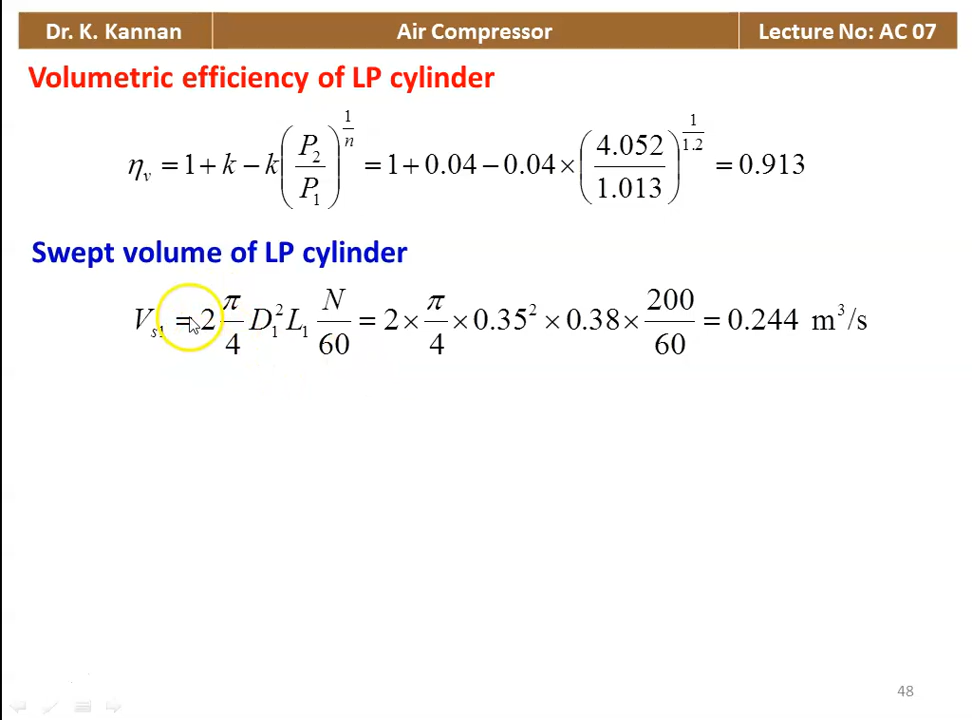 Dr. K. Kannan Air Compressor Lecture No: AC 07
Volumetric efficiency of LP cylinder
η_v = 1 + k − k (P₂/P₁)^(1/n) = 1 + 0.04 − 0.04 × (4.052/1.013)^(1/1.2) = 0.913
Swept volume of LP cylinder
V_s1 = 2 π/4 D₁² L₁ N/60 = 2 × π/4 × 0.35² × 0.38 × 200/60 = 0.244 m³/s
48